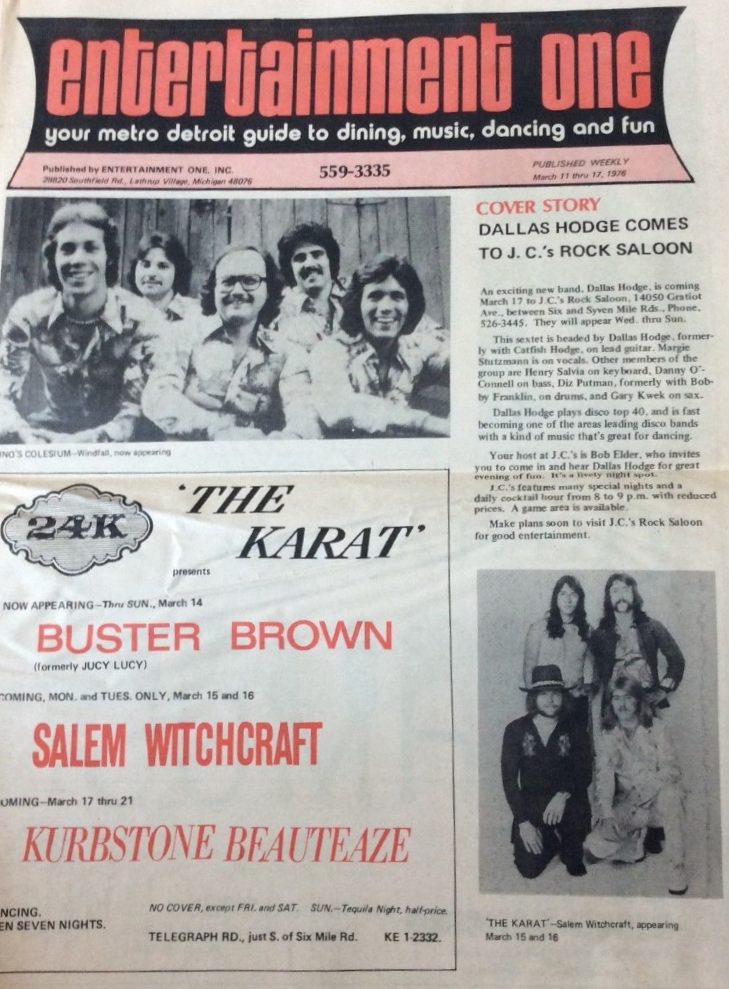 entertainment one
your metro detroit guide to dining, music, dancing and fun
Published by ENTERTAINMENT ONE, INC.
28820 Southfield Rd., Lathrup Village, Michigan 48076
559-3335
PUBLISHED WEEKLY
March 11 thru 17, 1976
NO'S COLESIUM—Windfall, now appearing
COVER STORY
DALLAS HODGE COMES
TO J. C.'s ROCK SALOON
An exciting new band, Dallas Hodge, is coming
March 17 to J.C.'s Rock Saloon, 14050 Gratiot
Ave., between Six and Syven Mile Rds., Phone,
526-3445. They will appear Wed. thru Sun.
This sextet is headed by Dallas Hodge, former-
ly with Catfish Hodge, on lead guitar. Margie
Stutzmann is on vocals. Other members of the
group are Henry Salvia on keyboard, Danny O'-
Connell on bass, Diz Putman, formerly with Bob-
by Franklin, on drums, and Gary Kwek on sax.
Dallas Hodge plays disco top 40, and is fast
becoming one of the areas leading disco bands
with a kind of music that's great for dancing.
Your host at J.C.'s is Bob Elder, who invites
you to come in and hear Dallas Hodge for great
evening of fun. It's a lively night spot.
J.C.'s features many special nights and a
daily cocktail hour from 8 to 9 p.m. with reduced
prices. A game area is available.
Make plans soon to visit J.C.'s Rock Saloon
for good entertainment.
24K
'THE
KARAT'
presents
NOW APPEARING—Thru SUN., March 14
BUSTER BROWN
(formerly JUCY LUCY)
COMING, MON. and TUES. ONLY, March 15 and 16
SALEM WITCHCRAFT
OMING—March 17 thru 21
KURBSTONE BEAUTEAZE
NCING.
EN SEVEN NIGHTS.
NO COVER, except FRI. and SAT. SUN.—Tequila Night, half-price.
TELEGRAPH RD., just S. of Six Mile Rd. KE 1-2332.
'THE KARAT'—Salem Witchcraft, appearing
March 15 and 16